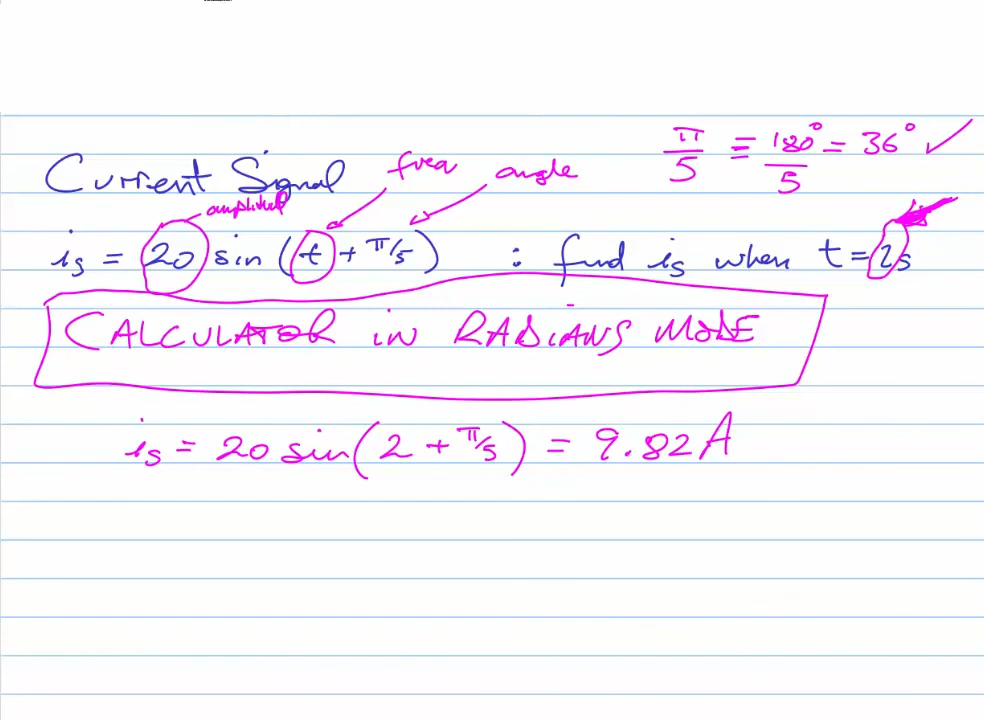 π/5 ≡ 180°/5 = 36° ✓
Current Signal freq angle
amplitud
is = 20 sin (t + π/5) : find is when t = 2s
CALCULATOR IN RADIANS MODE
is = 20 sin(2 + π/5) = 9.82A